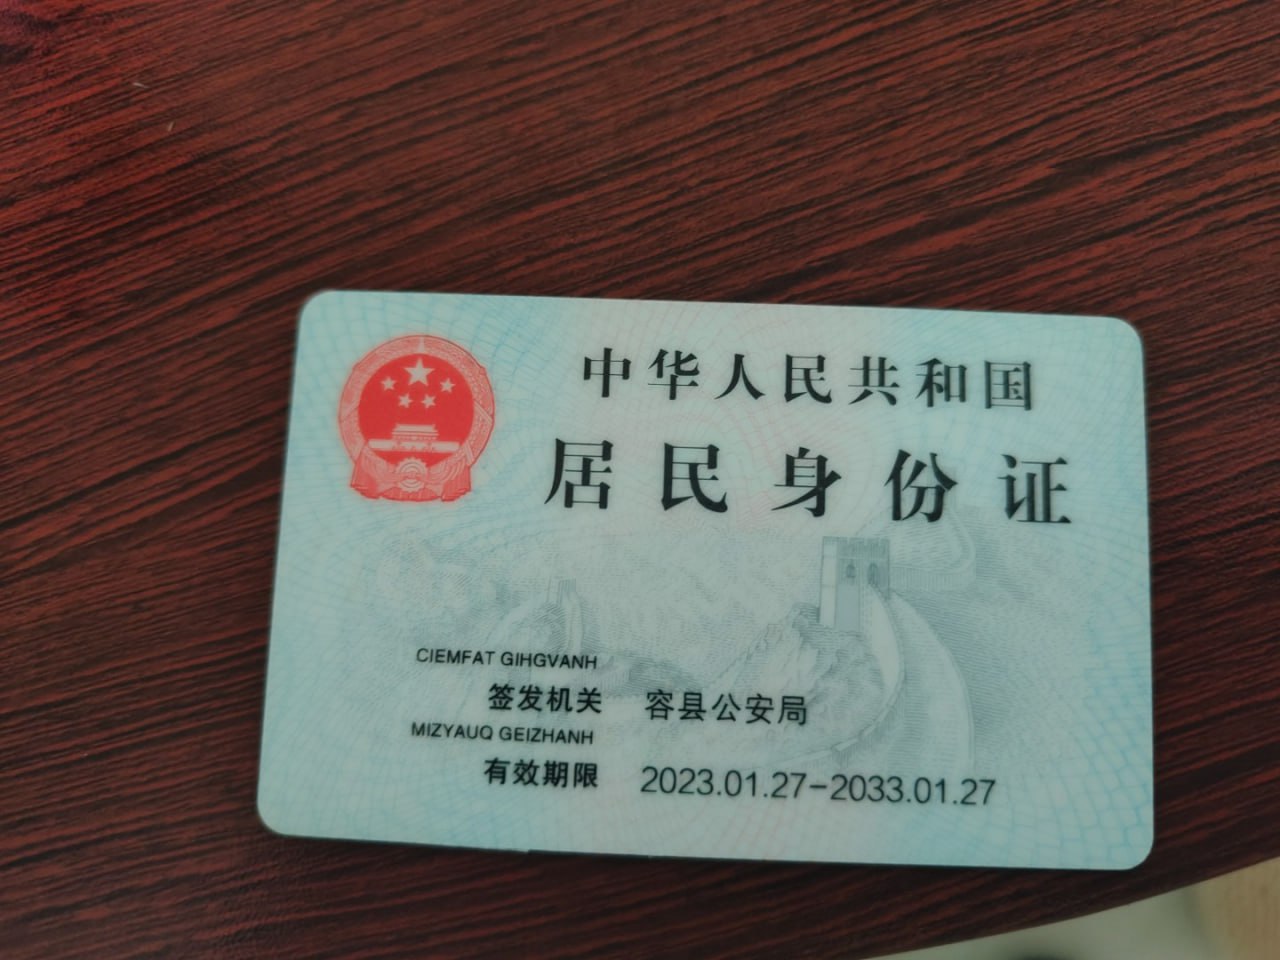 中华人民共和国
居民身份证
CIEMFAT GIHGVANH
签发机关 容县公安局
MIZYAUQ GEIZHANH
有效期限 2023.01.27-2033.01.27